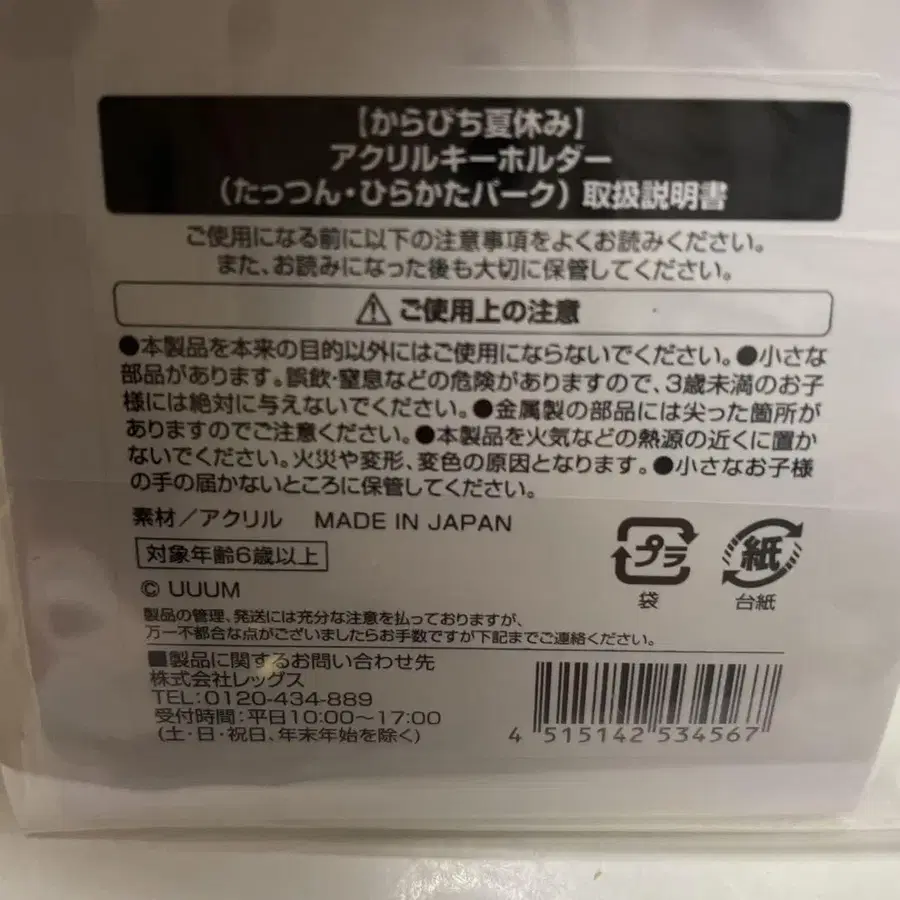 【からぴち夏休み】
アクリルキーホルダー
(たっつん・ひらかたパーク)取扱説明書
ご使用になる前に以下の注意事項をよくお読みください。
また、お読みになった後も大切に保管してください。
ご使用上の注意
●本製品を本来の目的以外にはご使用にならないでください。●小さな
部品があります。誤飲・窒息などの危険がありますので、3歳未満のお子
様には絶対に与えないでください。●金属製の部品には尖った箇所が
ありますのでご注意ください。●本製品を火気などの熱源の近くに置か
ないでください。火災や変形、変色の原因となります。●小さなお子様
の手の届かないところに保管してください。
素材/アクリル MADE IN JAPAN
対象年齢6歳以上
プラ 紙
袋 台紙
© UUUM
製品の管理、発送には充分な注意を払っておりますが、
万一不都合な点がございましたらお手数ですが下記までご連絡ください。
■製品に関するお問い合わせ先
株式会社レッグス
TEL:0120-434-889
受付時間:平日10:00~17:00
(土・日・祝日、年末年始を除く)
4 515142 534567